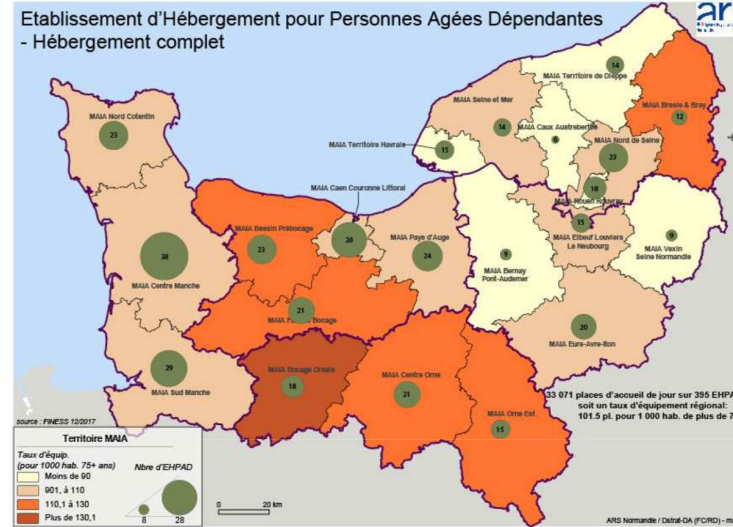 Etablissement d'Hébergement pour Personnes Agées Dépendantes
- Hébergement complet
ar
14
MAIA Territoire de Dieppe
MAIA Seine et Mer
MAIA Bresle & Bray
12
MAIA Nord Cotentin
23
14
MAIA Caux Austreberthe
MAIA Nord de Seine
MAIA Territoire Havrais
15
23
18
MAIA Rouen Rouvray
MAIA Caen Couronne Littoral
15
MAIA Elbeuf Louviers
Le Neubourg
MAIA Bessin Prébocage
23
28
MAIA Pays d'Auge
24
9
MAIA Bernay
Pont-Audemer
9
MAIA Vexin
Seine Normandie
MAIA Centre Manche
21
20
MAIA Eure-Avre-Iton
29
MAIA Sud Manche
MAIA Bocage Ornais
18
MAIA Centre Orne
21
MAIA Orne Est
15
33 071 places d'accueil de jour sur 395 EHPA
soit un taux d'équipement régional:
101.5 pl. pour 1 000 hab. de plus de 7
source : FINESS 12/2017
Territoire MAIA
Taux d'équip.
(pour 1000 hab. 75+ ans)
Nbre d'EHPAD
Moins de 90
901, à 110
110,1 à 130
Plus de 130,1
8
28
0
20 km
ARS Normandie / Dstrat-DA (FC/RD) - m